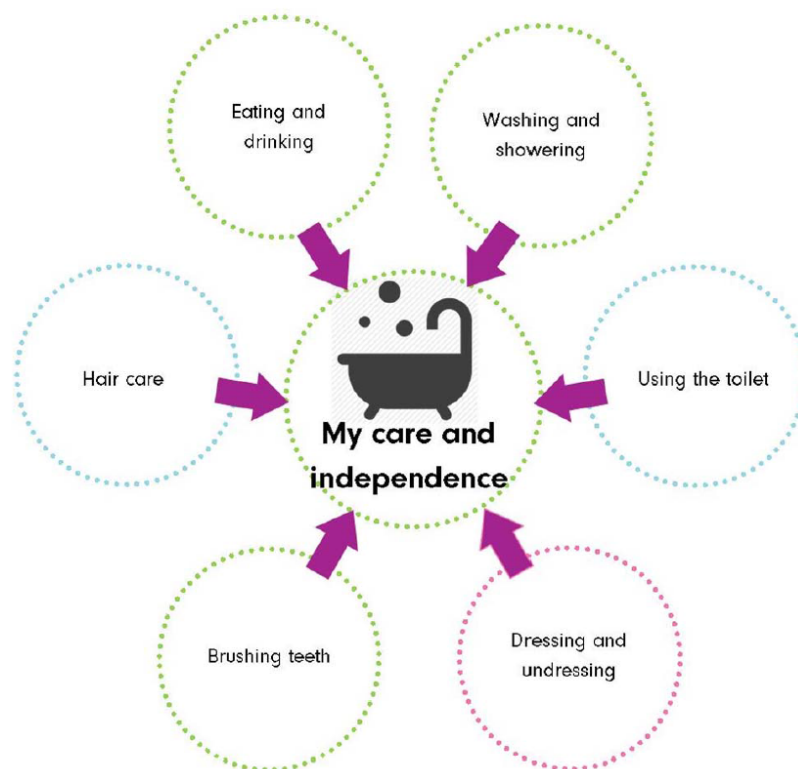 Eating and
drinking
Washing and
showering
Hair care
My care and
independence
Using the toilet
Brushing teeth
Dressing and
undressing